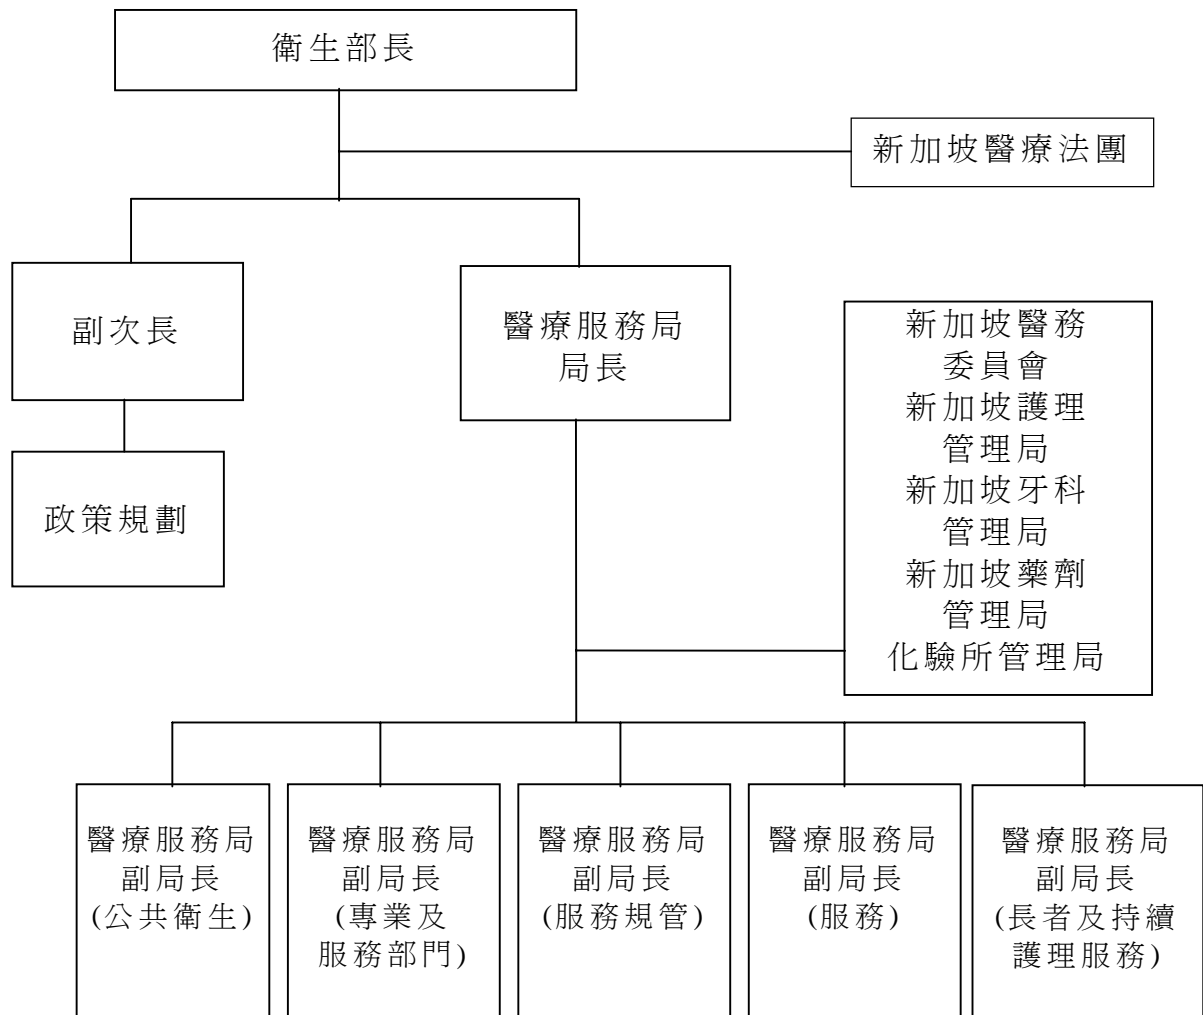 衛生部長
新加坡醫療法團
副次長
醫療服務局
局長
新加坡醫務
委員會
新加坡護理
管理局
新加坡牙科
管理局
新加坡藥劑
管理局
化驗所管理局
政策規劃
醫療服務局
副局長
(公共衛生)
醫療服務局
副局長
(專業及
服務部門)
醫療服務局
副局長
(服務規管)
醫療服務局
副局長
(服務)
醫療服務局
副局長
(長者及持續
護理服務)